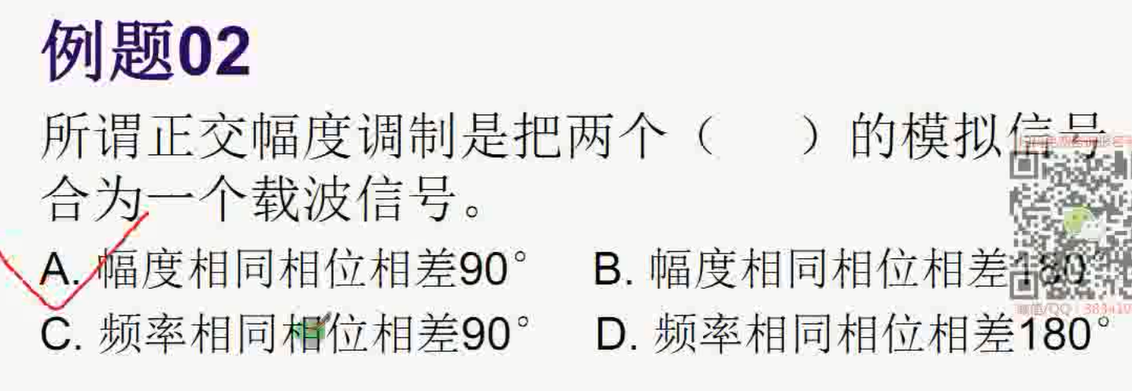 例题02
所谓正交幅度调制是把两个（ ）的模拟信号
合为一个载波信号。
A. 幅度相同相位相差90° B. 幅度相同相位相差180°
C. 频率相同相位相差90° D. 频率相同相位相差180°